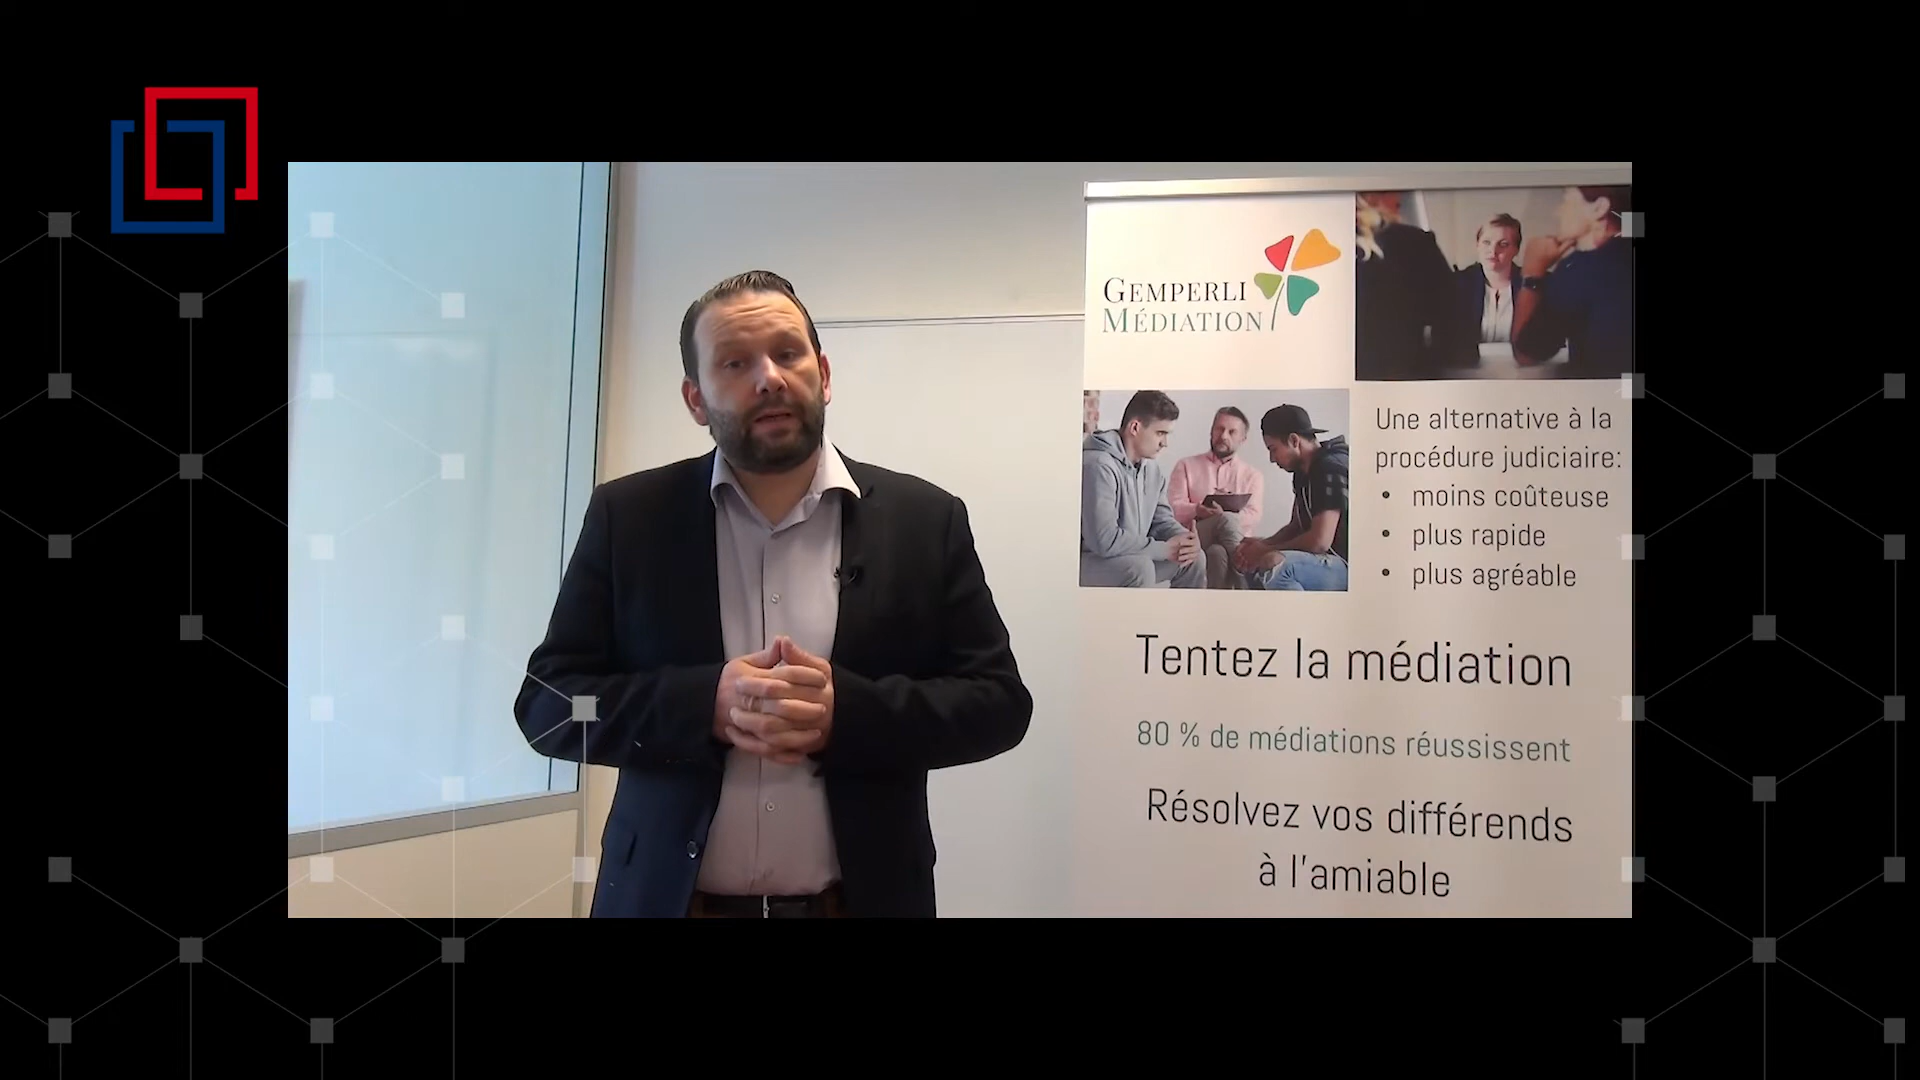 GEMPERLI
MÉDIATION
Une alternative à la
procédure judiciaire:
• moins coûteuse
• plus rapide
• plus agréable
Tentez la médiation
80 % de médiations réussissent
Résolvez vos différends
à l'amiable